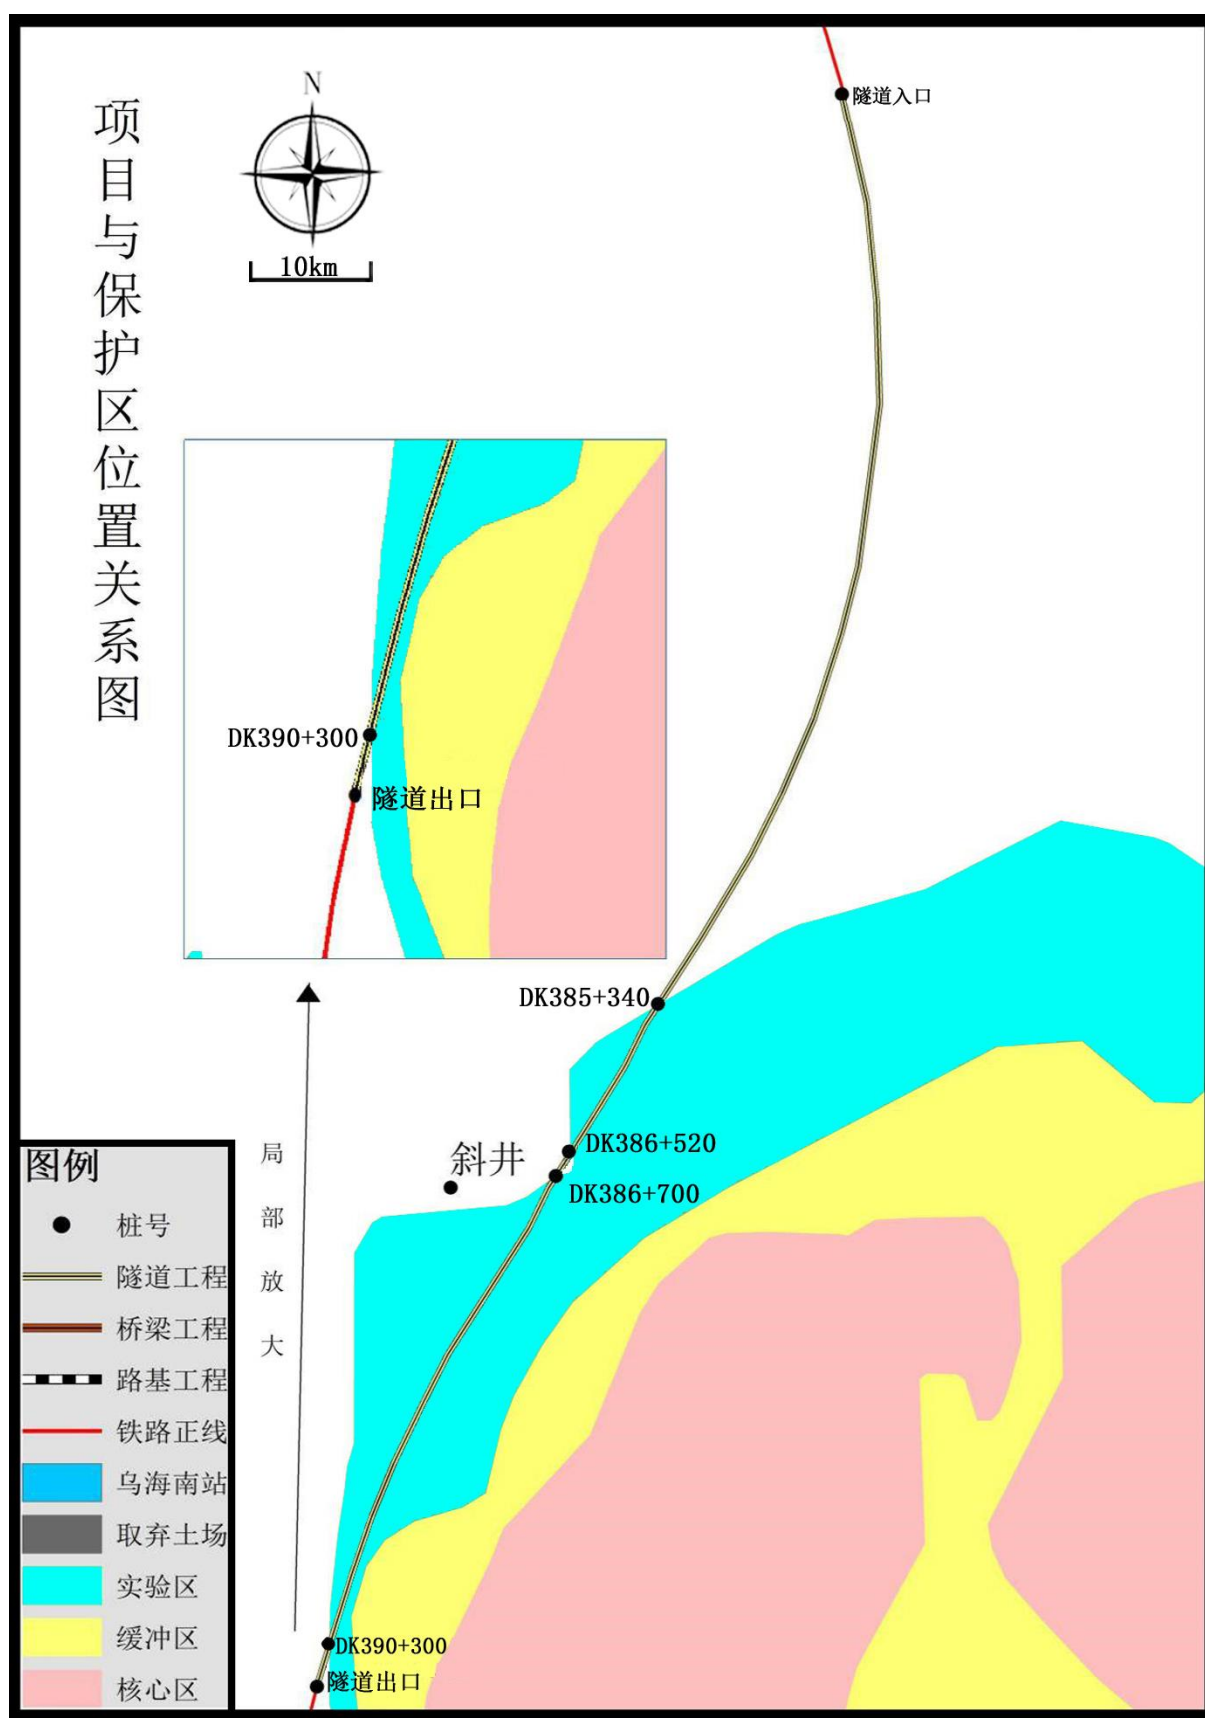 项目与保护区位置关系图
N
10km
隧道入口
DK390+300
隧道出口
DK385+340
DK386+520
斜井
DK386+700
局部放大
图例
桩号
隧道工程
桥梁工程
路基工程
铁路正线
乌海南站
取弃土场
实验区
缓冲区
核心区
DK390+300
隧道出口